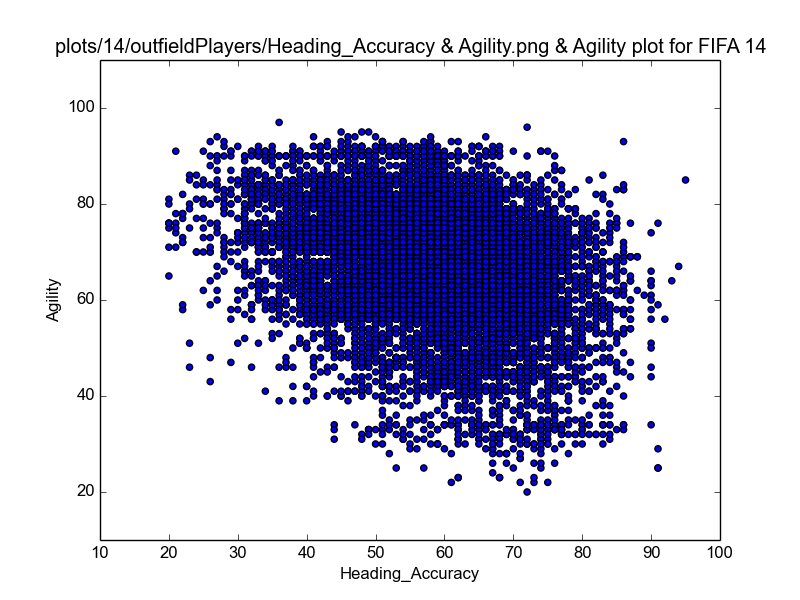 plots/14/outfieldPlayers/Heading_Accuracy & Agility.png & Agility plot for FIFA 14
100
80
60
40
20
Agility
10 20 30 40 50 60 70 80 90 100
Heading_Accuracy